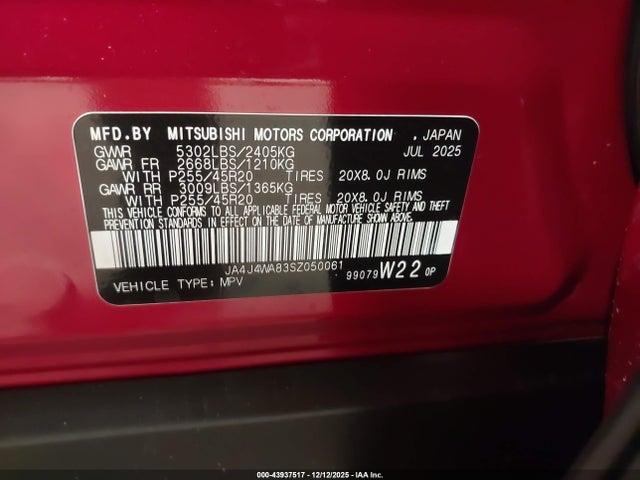 MFD.BY MITSUBISHI MOTORS CORPORATION . JAPAN
GVWR 5302LBS/2405KG JUL 2025
GAWR FR 2668LBS/1210KG
WITH P255/45R20 TIRES 20X8.0J RIMS
GAWR RR 3009LBS/1365KG
WITH P255/45R20 TIRES 20X8.0J RIMS
THIS VEHICLE CONFORMS TO ALL APPLICABLE FEDERAL MOTOR VEHICLE SAFETY AND THEFT
PREVENTION STANDARDS IN EFFECT ON THE DATE OF MANUFACTURE SHOWN ABOVE.
JA4J4WA83SZ050061
99079 W22 0P
VEHICLE TYPE: MPV
000-43937517 - 12/12/2025 - IAA Inc.